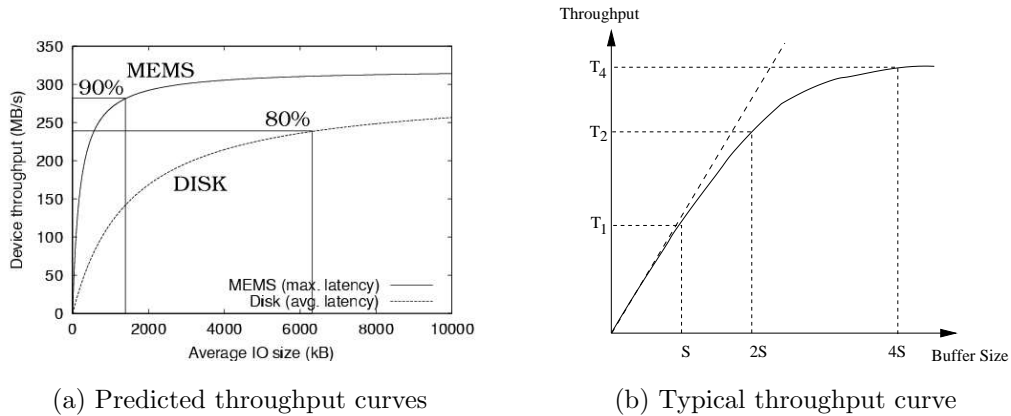 350
300
250
200
150
100
50
0
Device throughput (MB/s)
MEMS
90%
80%
DISK
MEMS (max. latency)
Disk (avg. latency)
0 2000 4000 6000 8000 10000
Average IO size (kB)
(a) Predicted throughput curves
Throughput
T4
T2
T1
S 2S 4S
Buffer Size
(b) Typical throughput curve